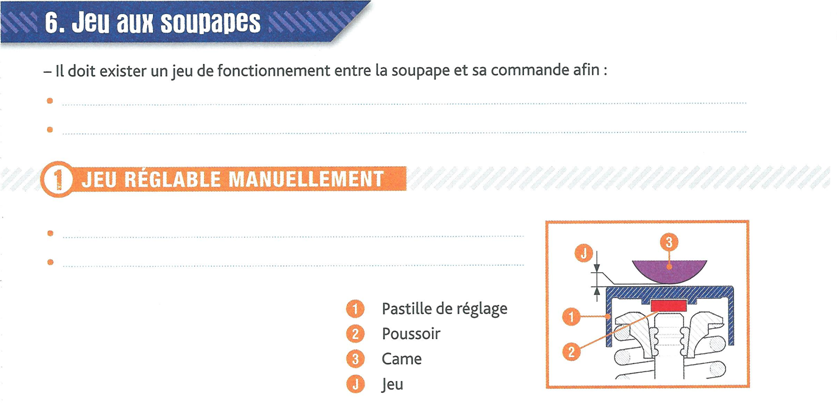 6. Jeu aux soupapes
– Il doit exister un jeu de fonctionnement entre la soupape et sa commande afin :
1 JEU RÉGLABLE MANUELLEMENT
3
J
1
2
1 Pastille de réglage
2 Poussoir
3 Came
J Jeu